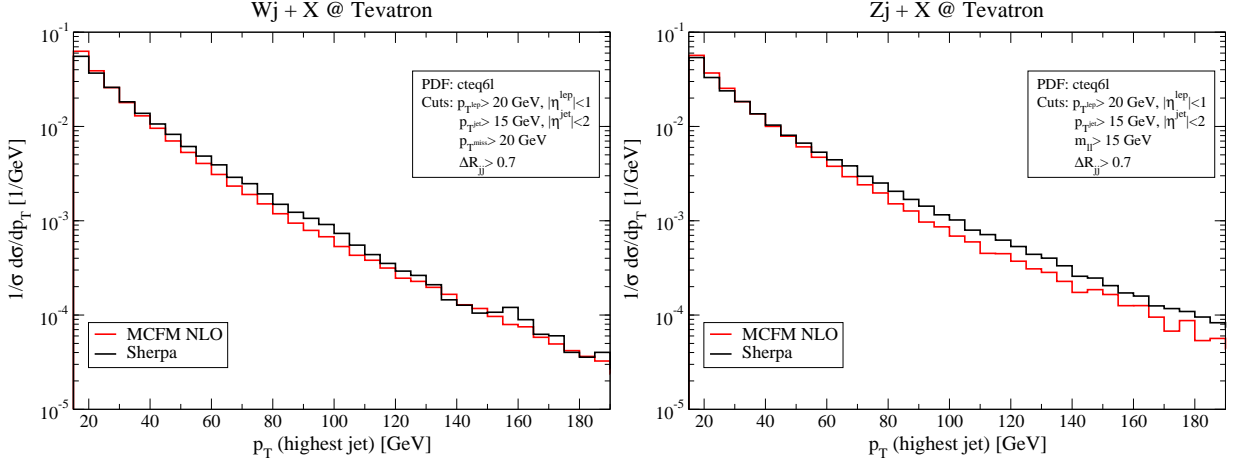 Wj + X @ Tevatron
10^-1
10^-2
10^-3
10^-4
10^-5
1/σ dσ/dp_T [1/GeV]
PDF: cteq6l
Cuts: p_T^lep > 20 GeV, |η^lep|<1
p_T^jet > 15 GeV, |η^jet|<2
p_T^miss > 20 GeV
ΔR_jj > 0.7
MCFM NLO
Sherpa
20 40 60 80 100 120 140 160 180
p_T (highest jet) [GeV]
Zj + X @ Tevatron
10^-1
10^-2
10^-3
10^-4
10^-5
1/σ dσ/dp_T [1/GeV]
PDF: cteq6l
Cuts: p_T^lep > 20 GeV, |η^lep|<1
p_T^jet > 15 GeV, |η^jet|<2
m_ll > 15 GeV
ΔR_jj > 0.7
MCFM NLO
Sherpa
20 40 60 80 100 120 140 160 180
p_T (highest jet) [GeV]